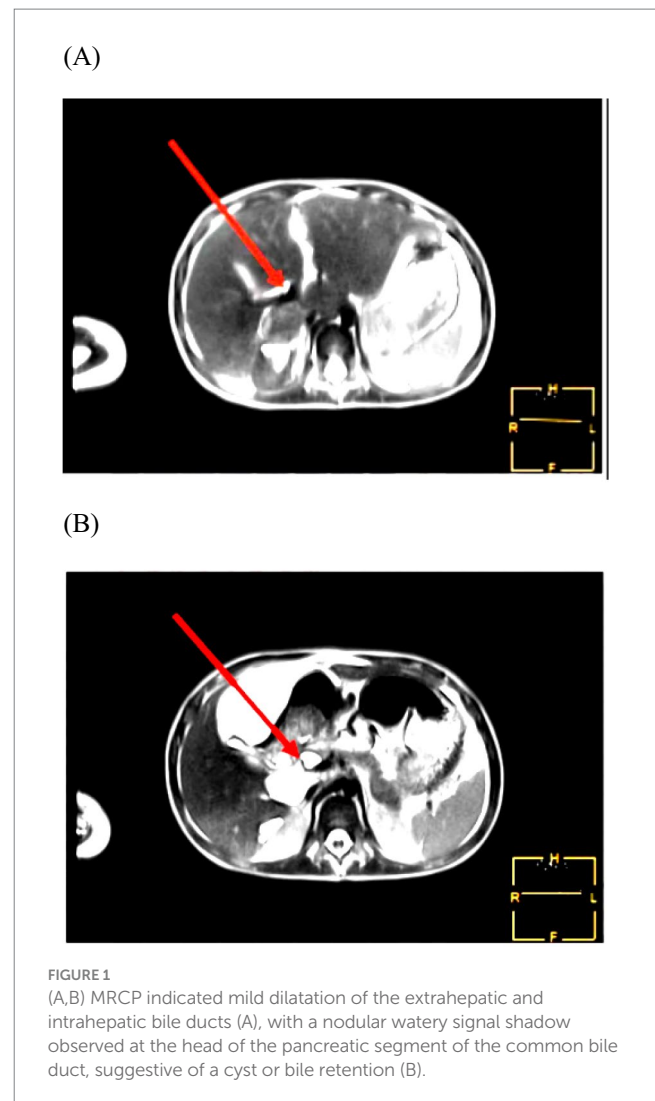 (A)
H
R L
F
(B)
H
R L
F
FIGURE 1
(A,B) MRCP indicated mild dilatation of the extrahepatic and
intrahepatic bile ducts (A), with a nodular watery signal shadow
observed at the head of the pancreatic segment of the common bile
duct, suggestive of a cyst or bile retention (B).